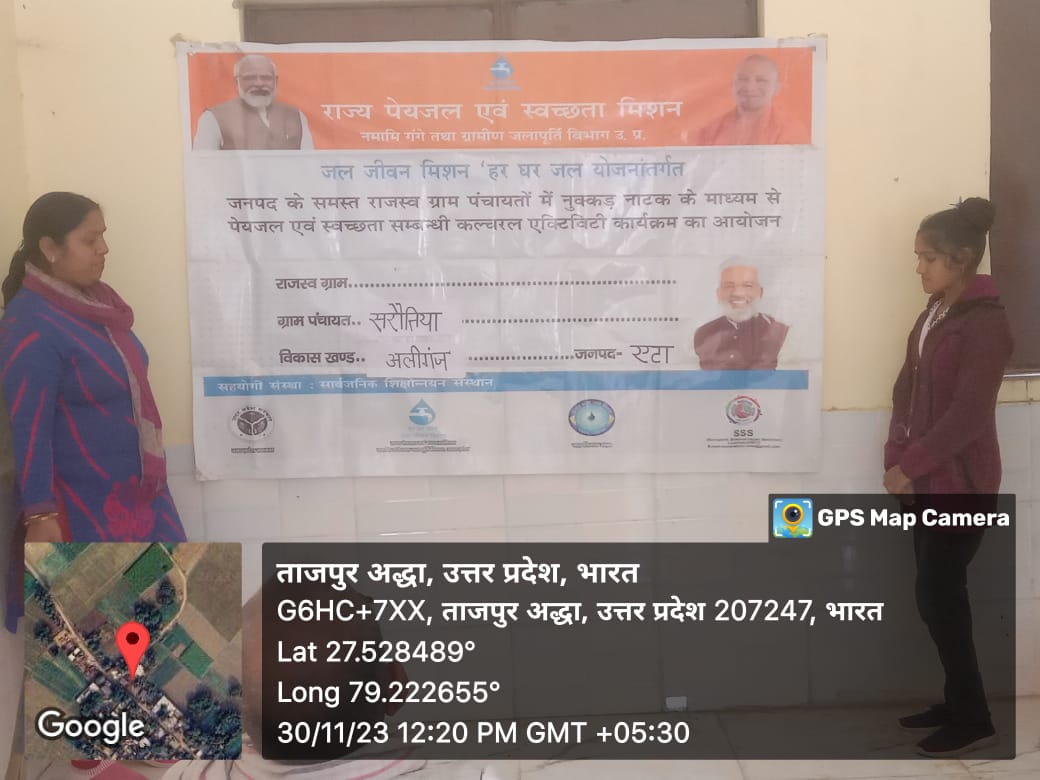 राज्य पेयजल एवं स्वच्छता मिशन
नमामि गंगे तथा ग्रामीण जलापूर्ति विभाग उ. प्र.
जल जीवन मिशन 'हर घर जल योजनांतर्गत
जनपद के समस्त राजस्व ग्राम पंचायतों में नुक्कड़ नाटक के माध्यम से
पेयजल एवं स्वच्छता सम्बन्धी कल्चरल एक्टिविटी कार्यक्रम का आयोजन
राजस्व ग्राम..........................................................
ग्राम पंचायत.. सरौतिया ......................................
विकास खण्ड.. अलीगंज ......................जनपद- एटा
सहयोगी संस्था : सार्वजनिक शिक्षोन्नयन संस्थान
SSS
GPS Map Camera
ताजपुर अद्धा, उत्तर प्रदेश, भारत
G6HC+7XX, ताजपुर अद्धा, उत्तर प्रदेश 207247, भारत
Lat 27.528489°
Long 79.222655°
30/11/23 12:20 PM GMT +05:30
Google